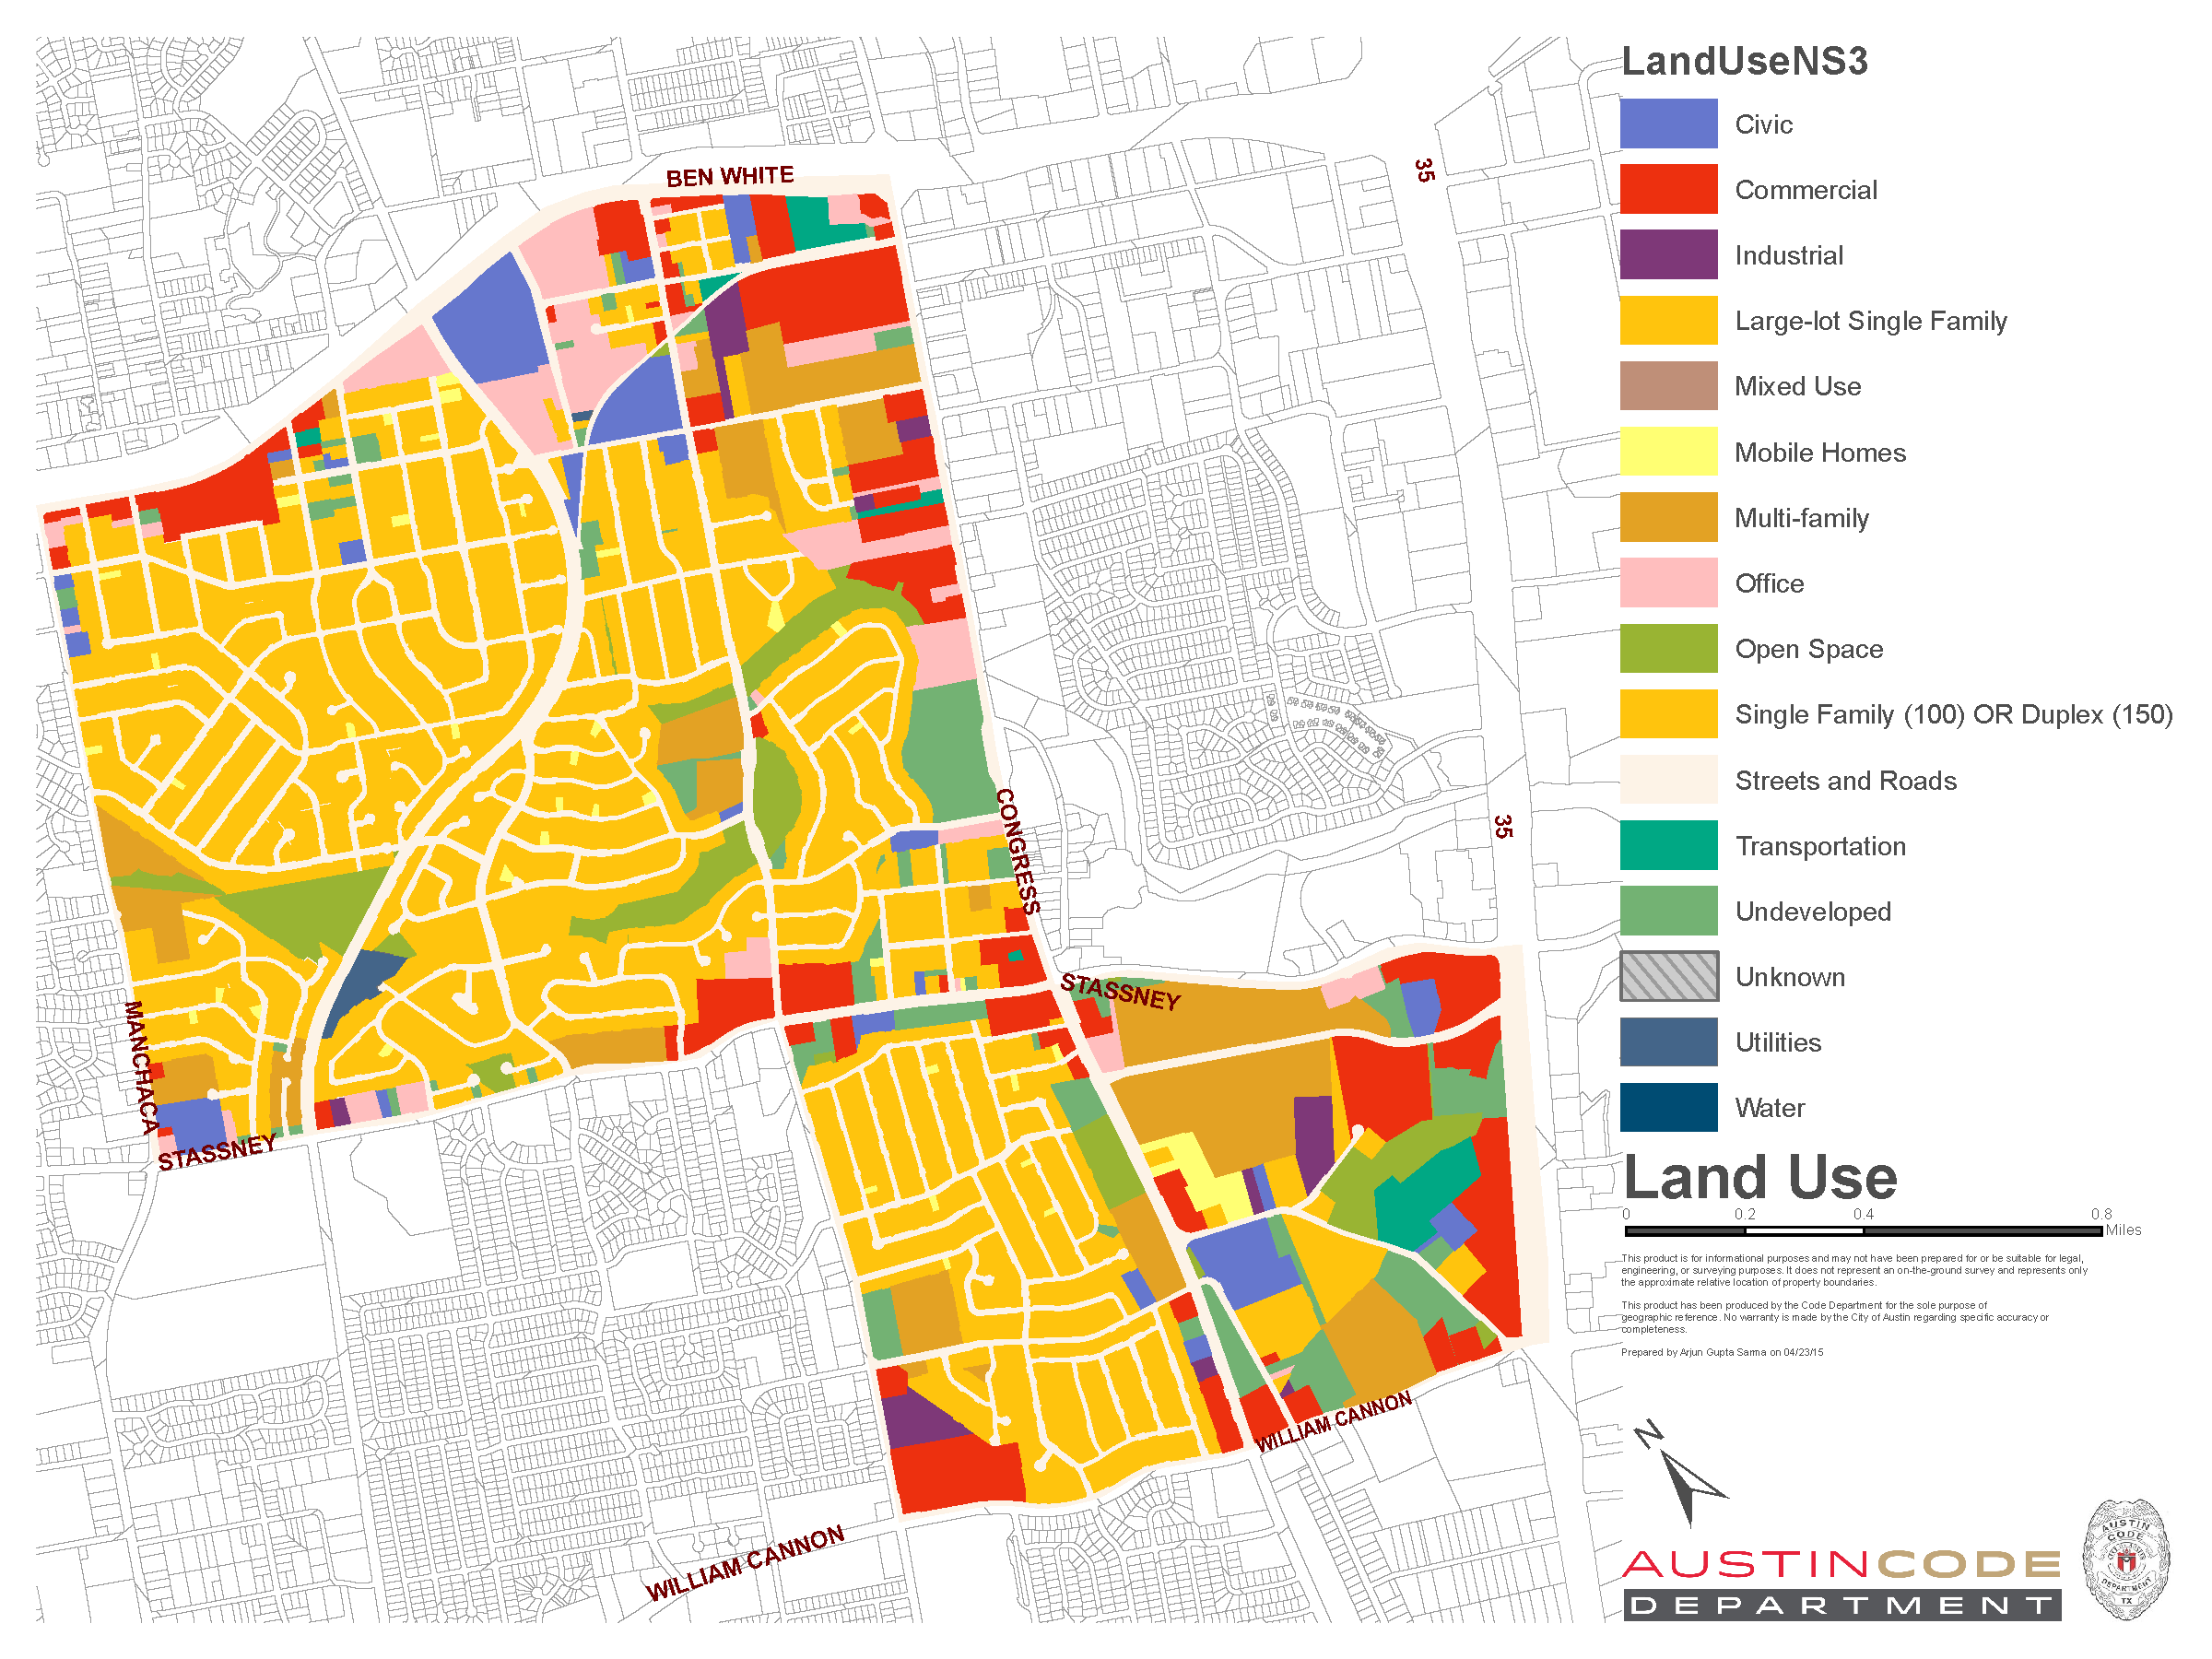 LandUseNS3
Civic
Commercial
Industrial
Large-lot Single Family
Mixed Use
Mobile Homes
Multi-family
Office
Open Space
Single Family (100) OR Duplex (150)
Streets and Roads
Transportation
Undeveloped
Unknown
Utilities
Water
Land Use
0 0.2 0.4 0.8
Miles
This product is for informational purposes and may not have been prepared for or be suitable for legal,
engineering, or surveying purposes. It does not represent an on-the-ground survey and represents only
the approximate relative location of property boundaries.
This product has been produced by the Code Department for the sole purpose of
geographic reference. No warranty is made by the City of Austin regarding specific accuracy or
completeness.
Prepared by Arjun Gupta Sarma on 04/23/15
N
AUSTINCODE
DEPARTMENT
AUSTIN
CODE
DEPARTMENT
TX
BEN WHITE
35
35
CONGRESS
STASSNEY
MANCHACA
STASSNEY
WILLIAM CANNON
WILLIAM CANNON